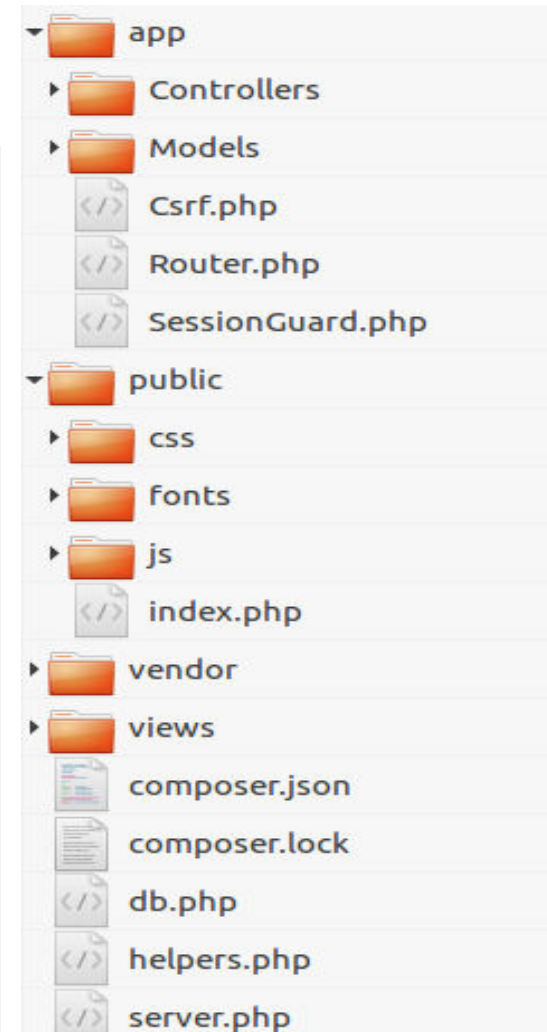 app
Controllers
Models
Csrf.php
Router.php
SessionGuard.php
public
css
fonts
js
index.php
vendor
views
composer.json
composer.lock
db.php
helpers.php
server.php